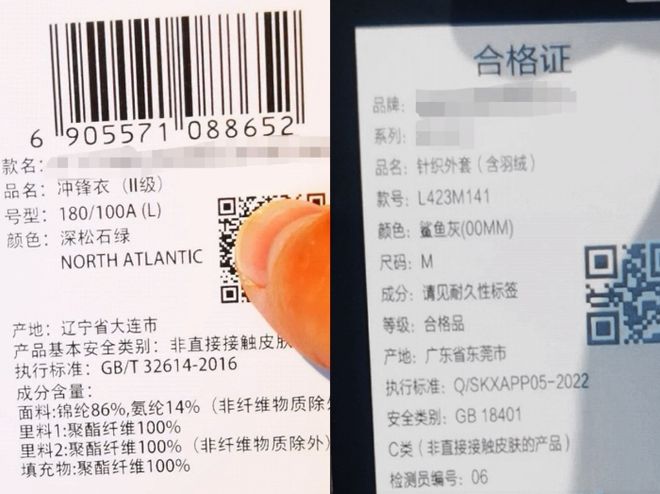 6 905571 088652
款名：
品名：冲锋衣（II级）
号型：180/100A (L)
颜色：深松石绿
NORTH ATLANTIC
产地：辽宁省大连市
产品基本安全类别：非直接接触皮肤
执行标准：GB/T 32614-2016
成分含量：
面料:锦纶86%,氨纶14%（非纤维物质除外
里料1:聚酯纤维100%
里料2:聚酯纤维100%（非纤维物质除外）
填充物:聚酯纤维100%
合格证
品牌：
系列：
品名：针织外套（含羽绒）
款号：L423M141
颜色：鲨鱼灰(00MM)
尺码：M
成分：请见耐久性标签
等级：合格品
产地：广东省东莞市
执行标准：Q/SKXAPP05-2022
安全类别：GB 18401
C类（非直接接触皮肤的产品）
检测员编号：06